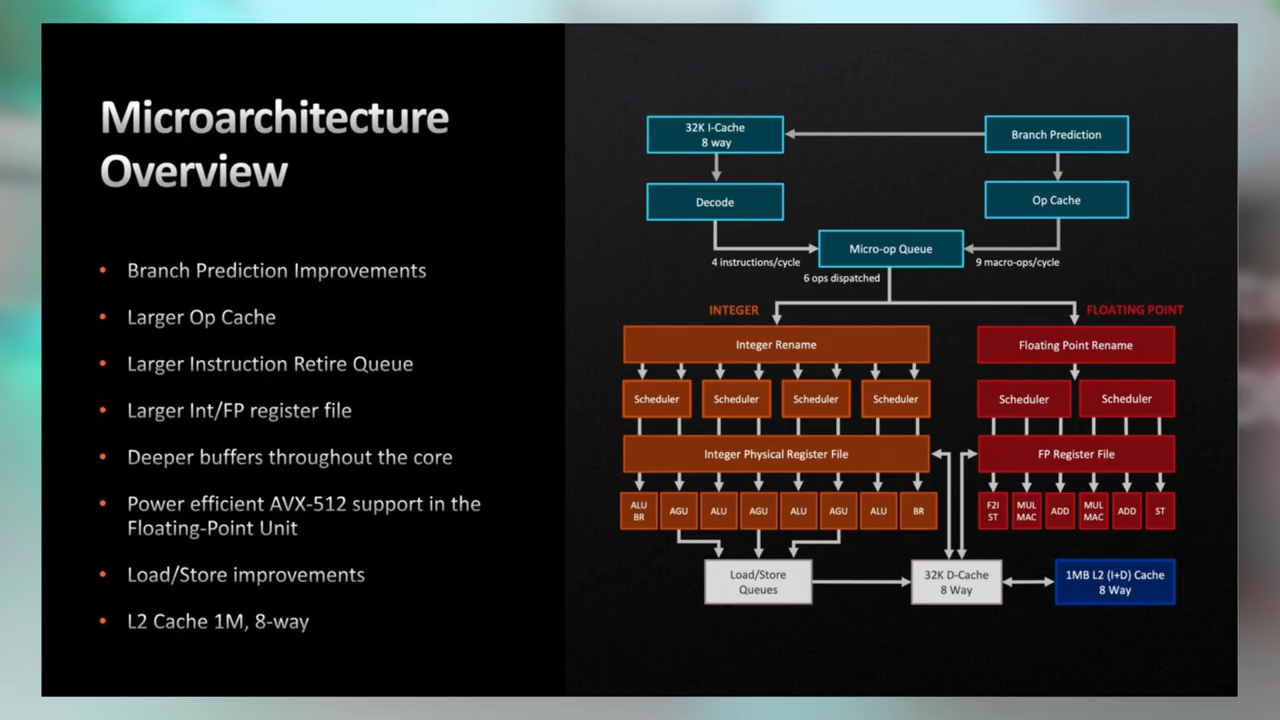 Microarchitecture
Overview
• Branch Prediction Improvements
• Larger Op Cache
• Larger Instruction Retire Queue
• Larger Int/FP register file
• Deeper buffers throughout the core
• Power efficient AVX-512 support in the
Floating-Point Unit
• Load/Store improvements
• L2 Cache 1M, 8-way
32K I-Cache
8 way
Branch Prediction
Decode
Op Cache
Micro-op Queue
4 instructions/cycle
9 macro-ops/cycle
6 ops dispatched
INTEGER
FLOATING POINT
Integer Rename
Floating Point Rename
Scheduler
Scheduler
Scheduler
Scheduler
Scheduler
Scheduler
Integer Physical Register File
FP Register File
ALU
BR
AGU
ALU
AGU
ALU
AGU
ALU
BR
F2I
ST
MUL
MAC
ADD
MUL
MAC
ADD
ST
Load/Store
Queues
32K D-Cache
8 Way
1MB L2 (I+D) Cache
8 Way